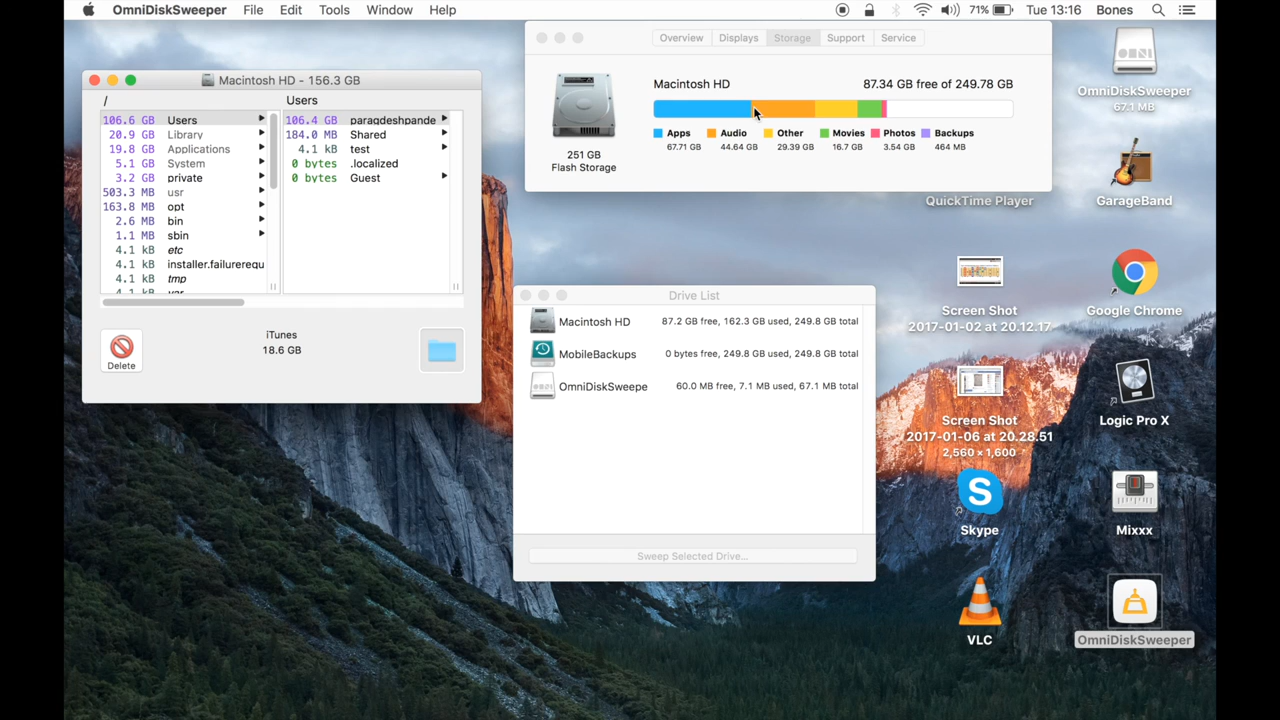 OmniDiskSweeper File Edit Tools Window Help 71% Tue 13:16 Bones
Macintosh HD - 156.3 GB
/ Users
106.6 GB Users
20.9 GB Library
19.8 GB Applications
5.1 GB System
3.2 GB private
503.3 MB usr
163.8 MB opt
2.6 MB bin
1.1 MB sbin
4.1 kB etc
4.1 kB installer.failurerequ
4.1 kB tmp
4.1 kB var
106.4 GB paragdeshpande
184.0 MB Shared
4.1 kB test
0 bytes .localized
0 bytes Guest
Delete
iTunes
18.6 GB
Overview Displays Storage Support Service
Macintosh HD 87.34 GB free of 249.78 GB
Apps Audio Other Movies Photos Backups
67.71 GB 44.64 GB 29.39 GB 16.7 GB 3.54 GB 464 MB
251 GB
Flash Storage
Drive List
Macintosh HD 87.2 GB free, 162.3 GB used, 249.8 GB total
MobileBackups 0 bytes free, 249.8 GB used, 249.8 GB total
OmniDiskSweepe 60.0 MB free, 7.1 MB used, 67.1 MB total
Sweep Selected Drive...
OmniDiskSweeper
67.1 MB
QuickTime Player
GarageBand
Screen Shot
2017-01-02 at 20.12.17
Google Chrome
Screen Shot
2017-01-06 at 20.28.51
2,560 × 1,600
Logic Pro X
Skype
Mixxx
VLC
OmniDiskSweeper